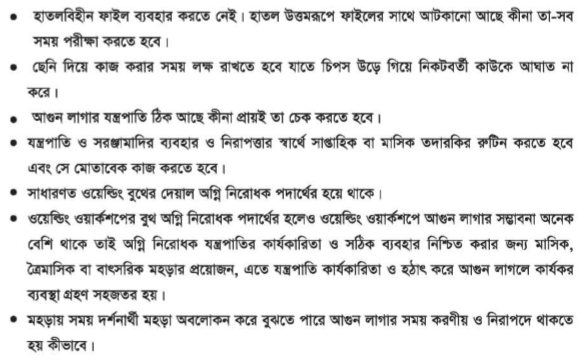 • হাতলবিহীন ফাইল ব্যবহার করতে নেই। হাতল উত্তমরূপে ফাইলের সাথে আটকানো আছে কীনা তা-সব
সময় পরীক্ষা করতে হবে।
• ছেনি দিয়ে কাজ করার সময় লক্ষ রাখতে হবে যাতে চিপস উড়ে গিয়ে নিকটবর্তী কাউকে আঘাত না
করে।
• আগুন লাগার যন্ত্রপাতি ঠিক আছে কীনা প্রায়ই তা চেক করতে হবে।
• যন্ত্রপাতি ও সরঞ্জামাদির ব্যবহার ও নিরাপত্তার স্বার্থে সাপ্তাহিক বা মাসিক তদারকির রুটিন করতে হবে
এবং সে মোতাবেক কাজ করতে হবে।
• সাধারণত ওয়েল্ডিং বুথের দেয়াল অগ্নি নিরোধক পদার্থের হয়ে থাকে।
• ওয়েল্ডিং ওয়ার্কশপের বুথ অগ্নি নিরোধক পদার্থের হলেও ওয়েল্ডিং ওয়ার্কশপে আগুন লাগার সম্ভাবনা অনেক
বেশি থাকে তাই অগ্নি নিরোধক যন্ত্রপাতির কার্যকারিতা ও সঠিক ব্যবহার নিশ্চিত করার জন্য মাসিক,
ত্রৈমাসিক বা বাৎসরিক মহড়ার প্রয়োজন, এতে যন্ত্রপাতি কার্যকারিতা ও হঠাৎ করে আগুন লাগলে কার্যকর
ব্যবস্থা গ্রহণ সহজতর হয়।
• মহড়ায় সময় দর্শনার্থী মহড়া অবলোকন করে বুঝতে পারে আগুন লাগার সময় করণীয় ও নিরাপদে থাকতে
হয় কীভাবে।